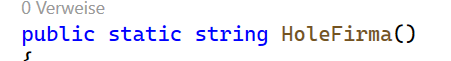 0 Verweise
public static string HoleFirma()
{